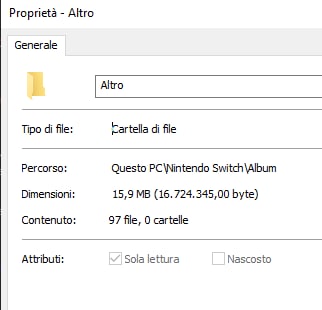 Proprietà - Altro
Generale
Altro
Tipo di file: Cartella di file
Percorso: Questo PC\Nintendo Switch\Album
Dimensioni: 15,9 MB (16.724.345,00 byte)
Contenuto: 97 file, 0 cartelle
Attributi: Sola lettura Nascosto